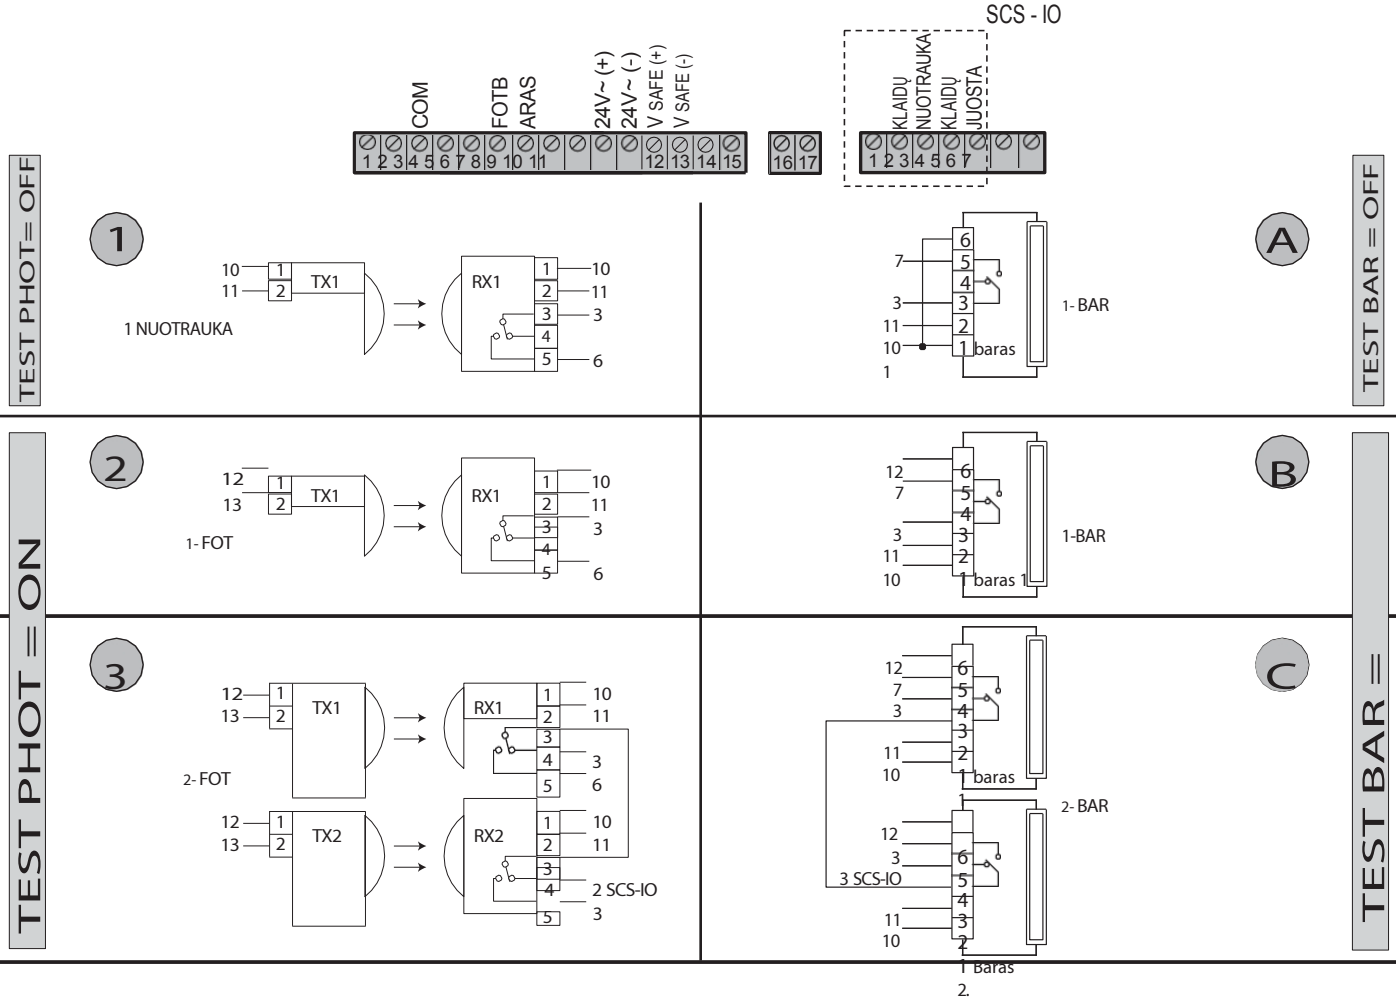 SCS - IO
COM
FOTB
ARAS
24V~ (+)
24V~ (-)
V SAFE (+)
V SAFE (-)
KLAIDŲ
NUOTRAUKA
KLAIDŲ
JUOSTA
1 2 3 4 5 6 7 8 9 10 11 12 13 14 15
16 17
1 2 3 4 5 6 7
TEST PHOT= OFF
1
10 1 TX1
11 2
1 NUOTRAUKA
RX1 1 10
2 11
3 3
4
5 6
A
6
7 5
4
3 3
11 2
10 1 baras
1
1- BAR
TEST BAR = OFF
TEST PHOT = ON
2
12 1 TX1
13 2
1- FOT
RX1 1 10
2 11
3 3
4
5 6
B
12 6
7 5
4
3 3
11 2
10 1 baras 1
1-BAR
3
12 1 TX1
13 2
2- FOT
RX1 1 10
2 11
3
4 3
5 6
12 1 TX2
13 2
RX2 1 10
2 11
3
4 2 SCS-IO
5 3
C
12 6
7 5
3 4
3
11 2
10 1 baras
1
2- BAR
12
3 6
3 SCS-IO 5
4
11 3
10 2
1 Baras
2.
TEST BAR =